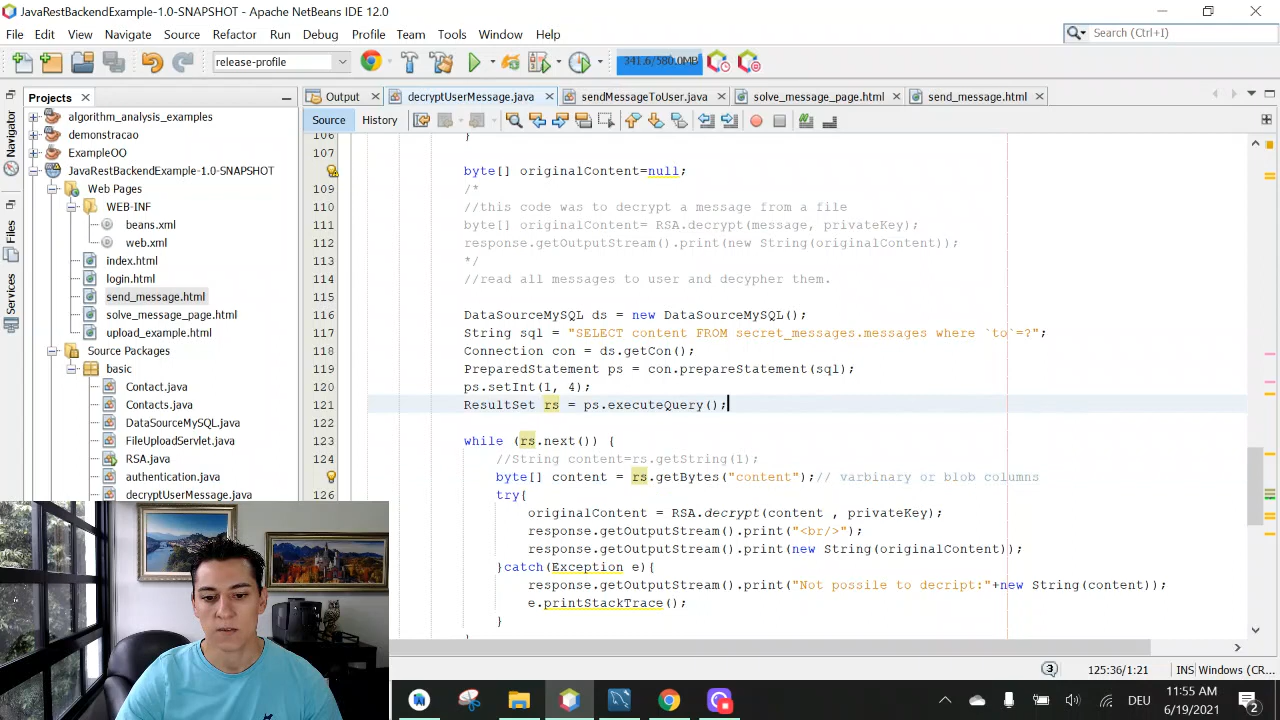 JavaRestBackendExample-1.0-SNAPSHOT - Apache NetBeans IDE 12.0
File Edit View Navigate Source Refactor Run Debug Profile Team Tools Window Help
Search (Ctrl+I)
release-profile
341.6/580.0MB
Projects
Output
decryptUserMessage.java
sendMessageToUser.java
solve_message_page.html
send_message.html
Source History
Navigator
Files
Services
algorithm_analysis_examples
demonstracao
ExampleOO
JavaRestBackendExample-1.0-SNAPSHOT
Web Pages
WEB-INF
beans.xml
web.xml
index.html
login.html
send_message.html
solve_message_page.html
upload_example.html
Source Packages
basic
Contact.java
Contacts.java
DataSourceMySQL.java
FileUploadServlet.java
RSA.java
authentication.java
decryptUserMessage.java
106 }
107
byte[] originalContent=null;
109 /*
110 //this code was to decrypt a message from a file
111 byte[] originalContent= RSA.decrypt(message, privateKey);
112 response.getOutputStream().print(new String(originalContent));
113 */
114 //read all messages to user and decypher them.
115
116 DataSourceMySQL ds = new DataSourceMySQL();
117 String sql = "SELECT content FROM secret_messages.messages where `to`=?";
118 Connection con = ds.getCon();
119 PreparedStatement ps = con.prepareStatement(sql);
120 ps.setInt(1, 4);
121 ResultSet rs = ps.executeQuery();
122
123 while (rs.next()) {
124 //String content=rs.getString(1);
byte[] content = rs.getBytes("content");// varbinary or blob columns
126 try{
originalContent = RSA.decrypt(content , privateKey);
response.getOutputStream().print("<br/>");
response.getOutputStream().print(new String(originalContent));
}catch(Exception e){
response.getOutputStream().print("Not possile to decript:"+new String(content));
e.printStackTrace();
}
3
125:36/1:21
INS
Windows (CR...
DEU
11:55 AM
6/19/2021
2